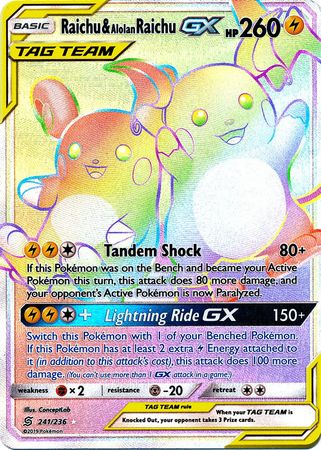 BASIC Raichu & Alolan Raichu GX HP 260
TAG TEAM
Tandem Shock 80+
If this Pokémon was on the Bench and became your Active
Pokémon this turn, this attack does 80 more damage, and
your opponent's Active Pokémon is now Paralyzed.
+ Lightning Ride GX 150+
Switch this Pokémon with 1 of your Benched Pokémon.
If this Pokémon has at least 2 extra Energy attached to
it (in addition to this attack's cost), this attack does 100 more
damage. (You can't use more than 1 GX attack in a game.)
weakness ×2 resistance -20 retreat
Illus. ConceptLab
241/236
©2019 Pokémon
TAG TEAM rule
When your TAG TEAM is
Knocked Out, your opponent takes 3 Prize cards.